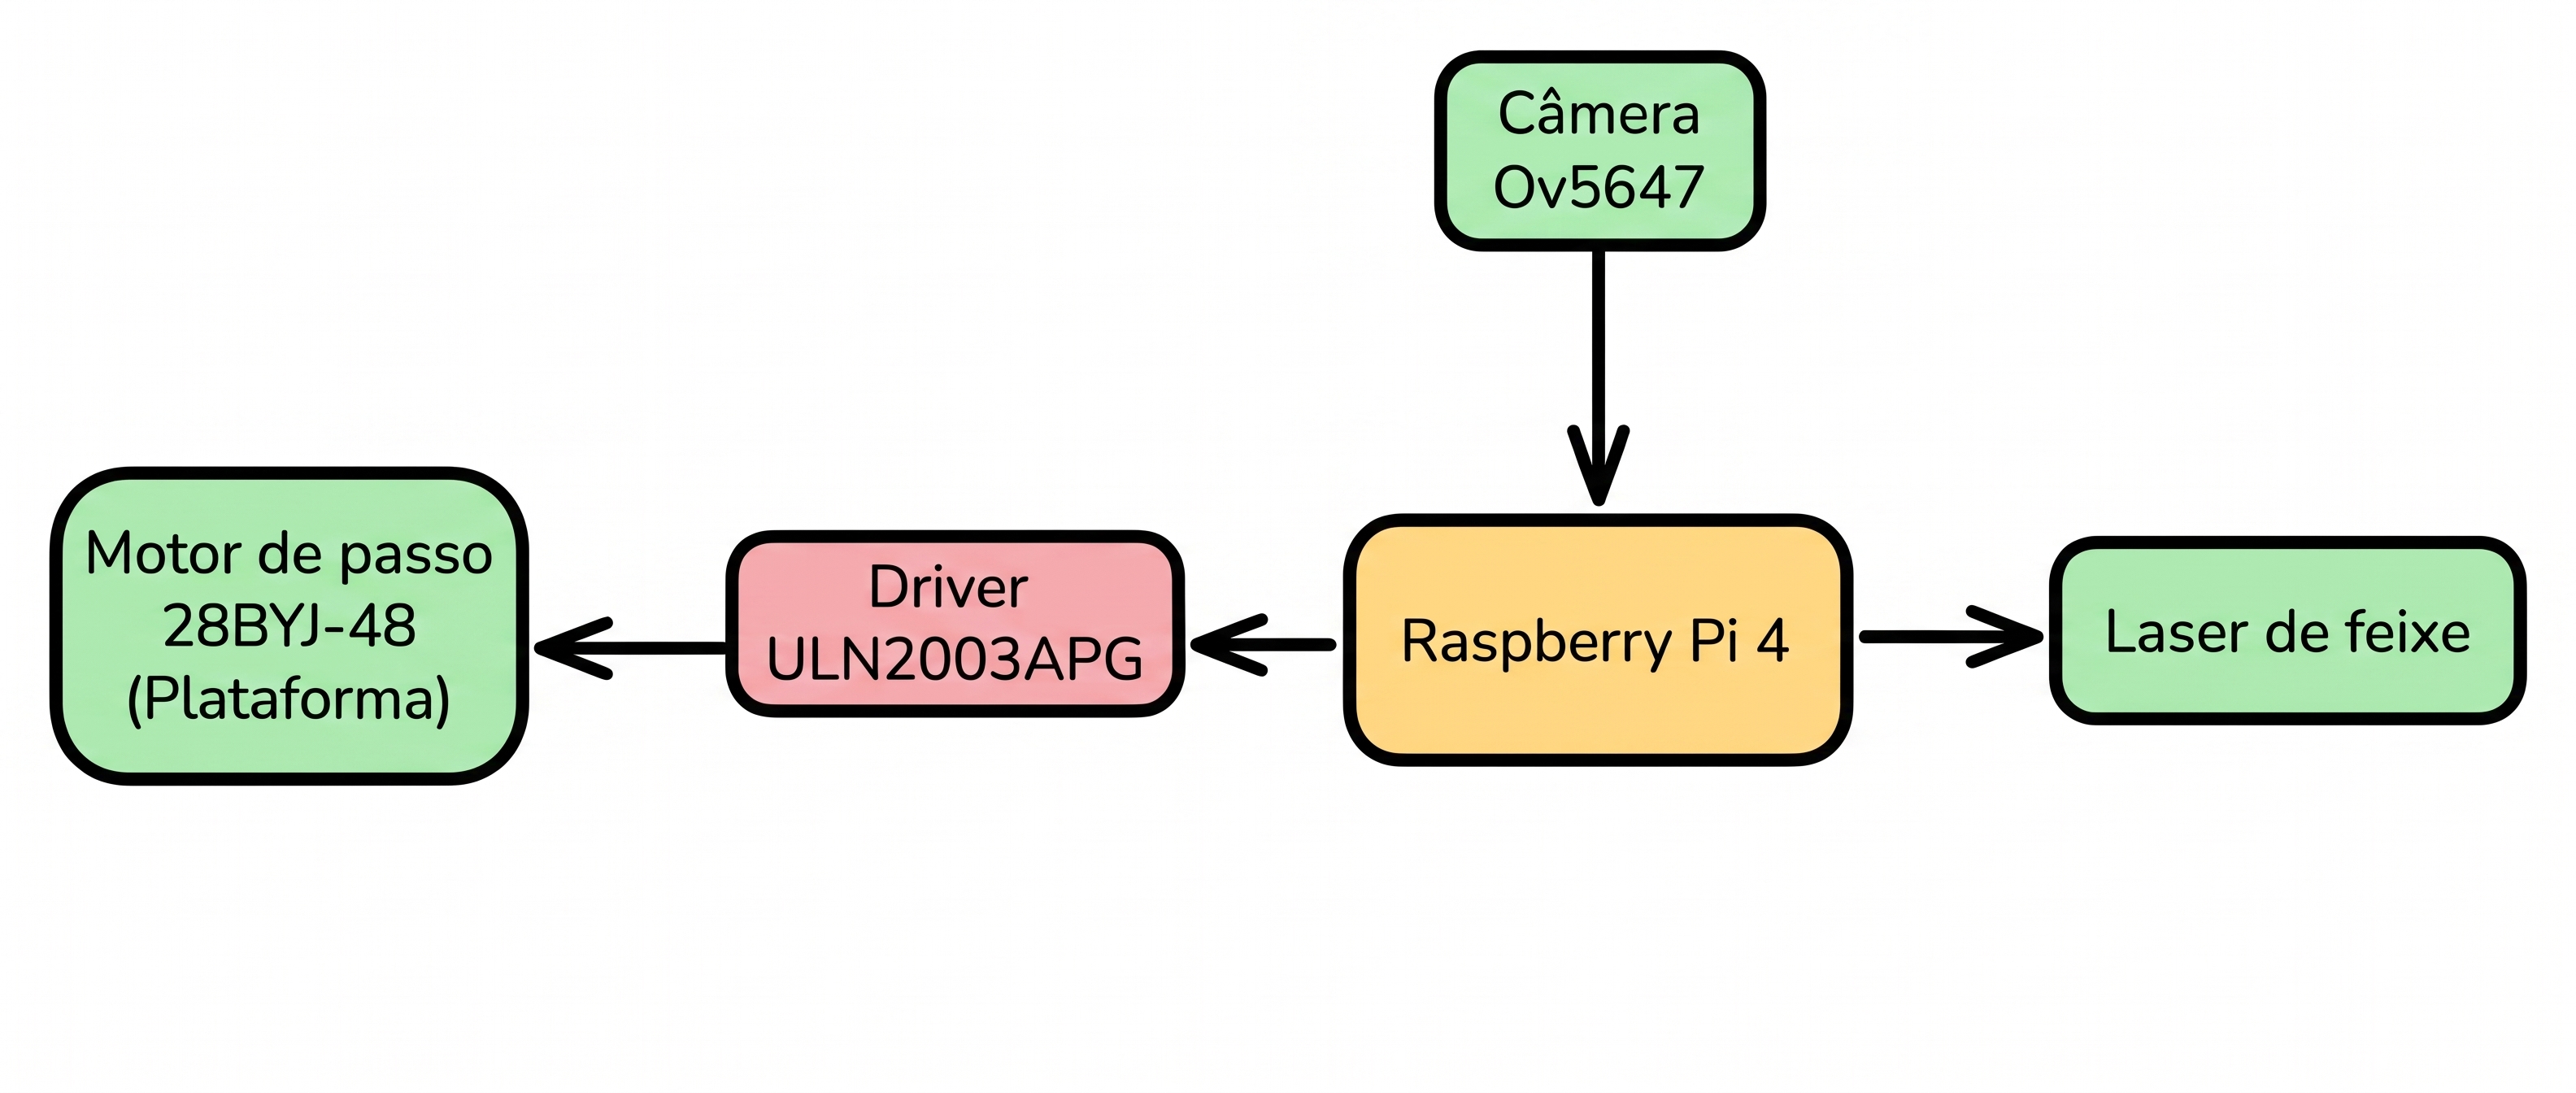 Câmera
Ov5647
Motor de passo
28BYJ-48
(Plataforma)
Driver
ULN2003APG
Raspberry Pi 4
Laser de feixe